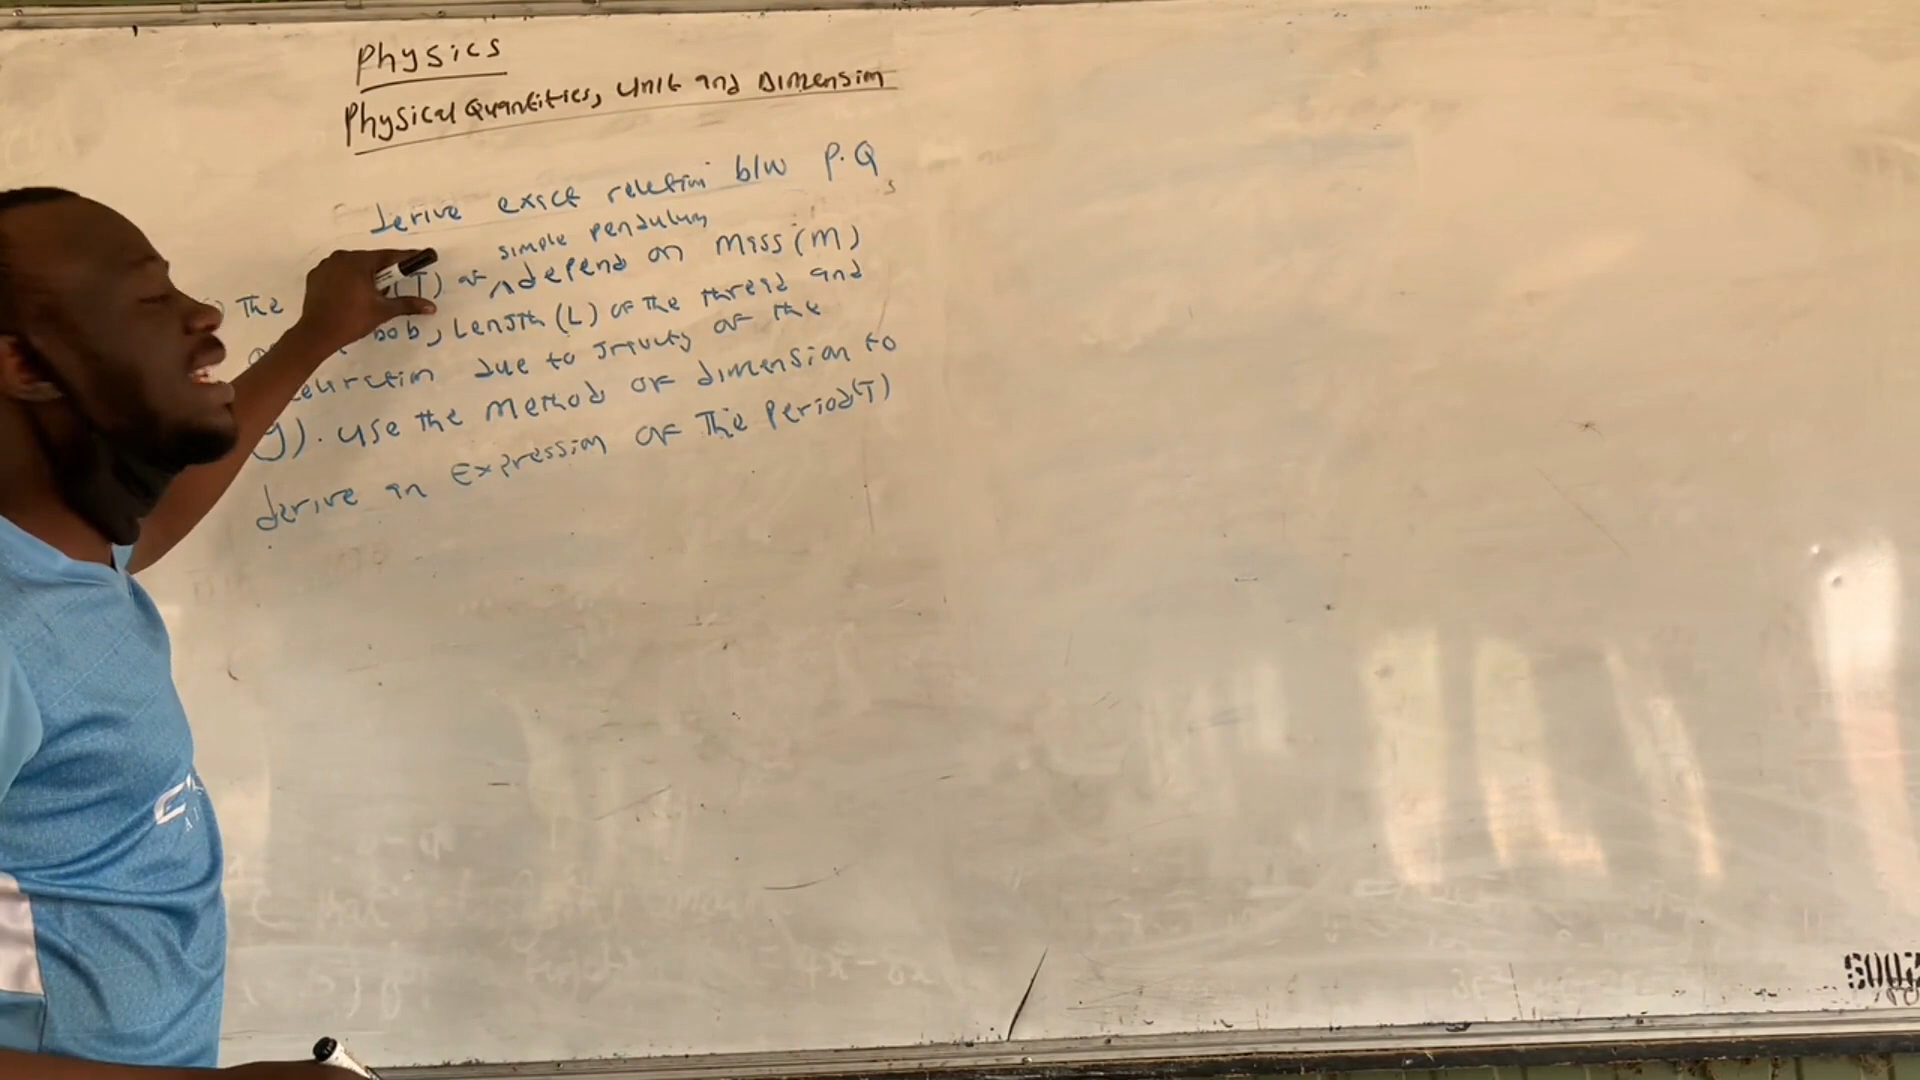 Physics
Physical Quantities, Unit and Dimension
derive exact relation b/w P.Qs
simple pendulum
The (T) of ∧ depend on Mass (M)
bob, Length (L) of the thread and
due to gravity of the
g). Use the Method of dimension to
derive an Expression of The Period (T)